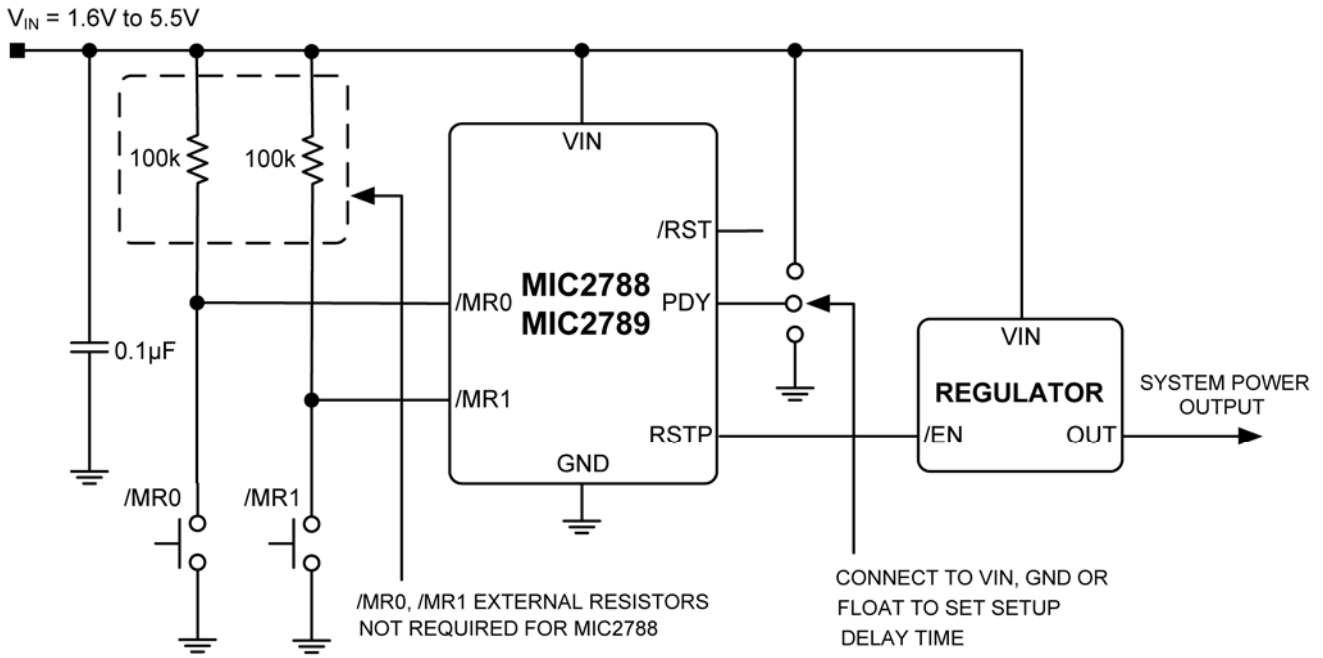 VIN = 1.6V to 5.5V
100k
100k
0.1µF
/MR0
/MR1
VIN
/RST
MIC2788
MIC2789
/MR0
PDY
/MR1
RSTP
GND
VIN
REGULATOR
/EN
OUT
SYSTEM POWER
OUTPUT
/MR0, /MR1 EXTERNAL RESISTORS
NOT REQUIRED FOR MIC2788
CONNECT TO VIN, GND OR
FLOAT TO SET SETUP
DELAY TIME